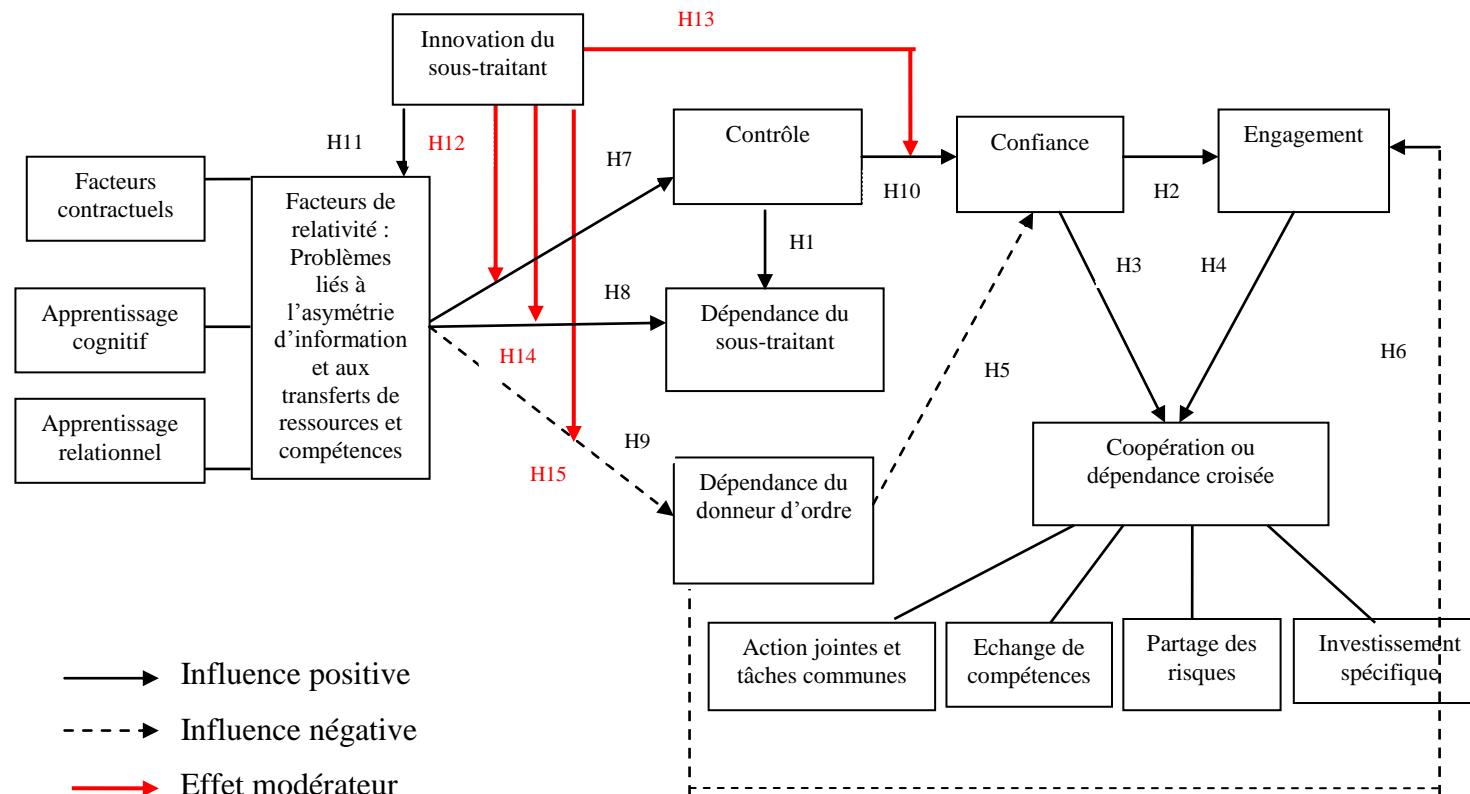 H13
Innovation du
sous-traitant
H11
H12
H7
Contrôle
H10
Confiance
H2
Engagement
Facteurs
contractuels
Facteurs de
relativité :
Problèmes
liés à
l’asymétrie
d’information
et aux
transferts de
ressources et
compétences
H1
H3
H4
Apprentissage
cognitif
H8
Dépendance du
sous-traitant
H14
H5
H6
Apprentissage
relationnel
H9
H15
Dépendance du
donneur d’ordre
Coopération ou
dépendance croisée
Action jointes et
tâches communes
Echange de
compétences
Partage des
risques
Investissement
spécifique
Influence positive
Influence négative
Effet modérateur